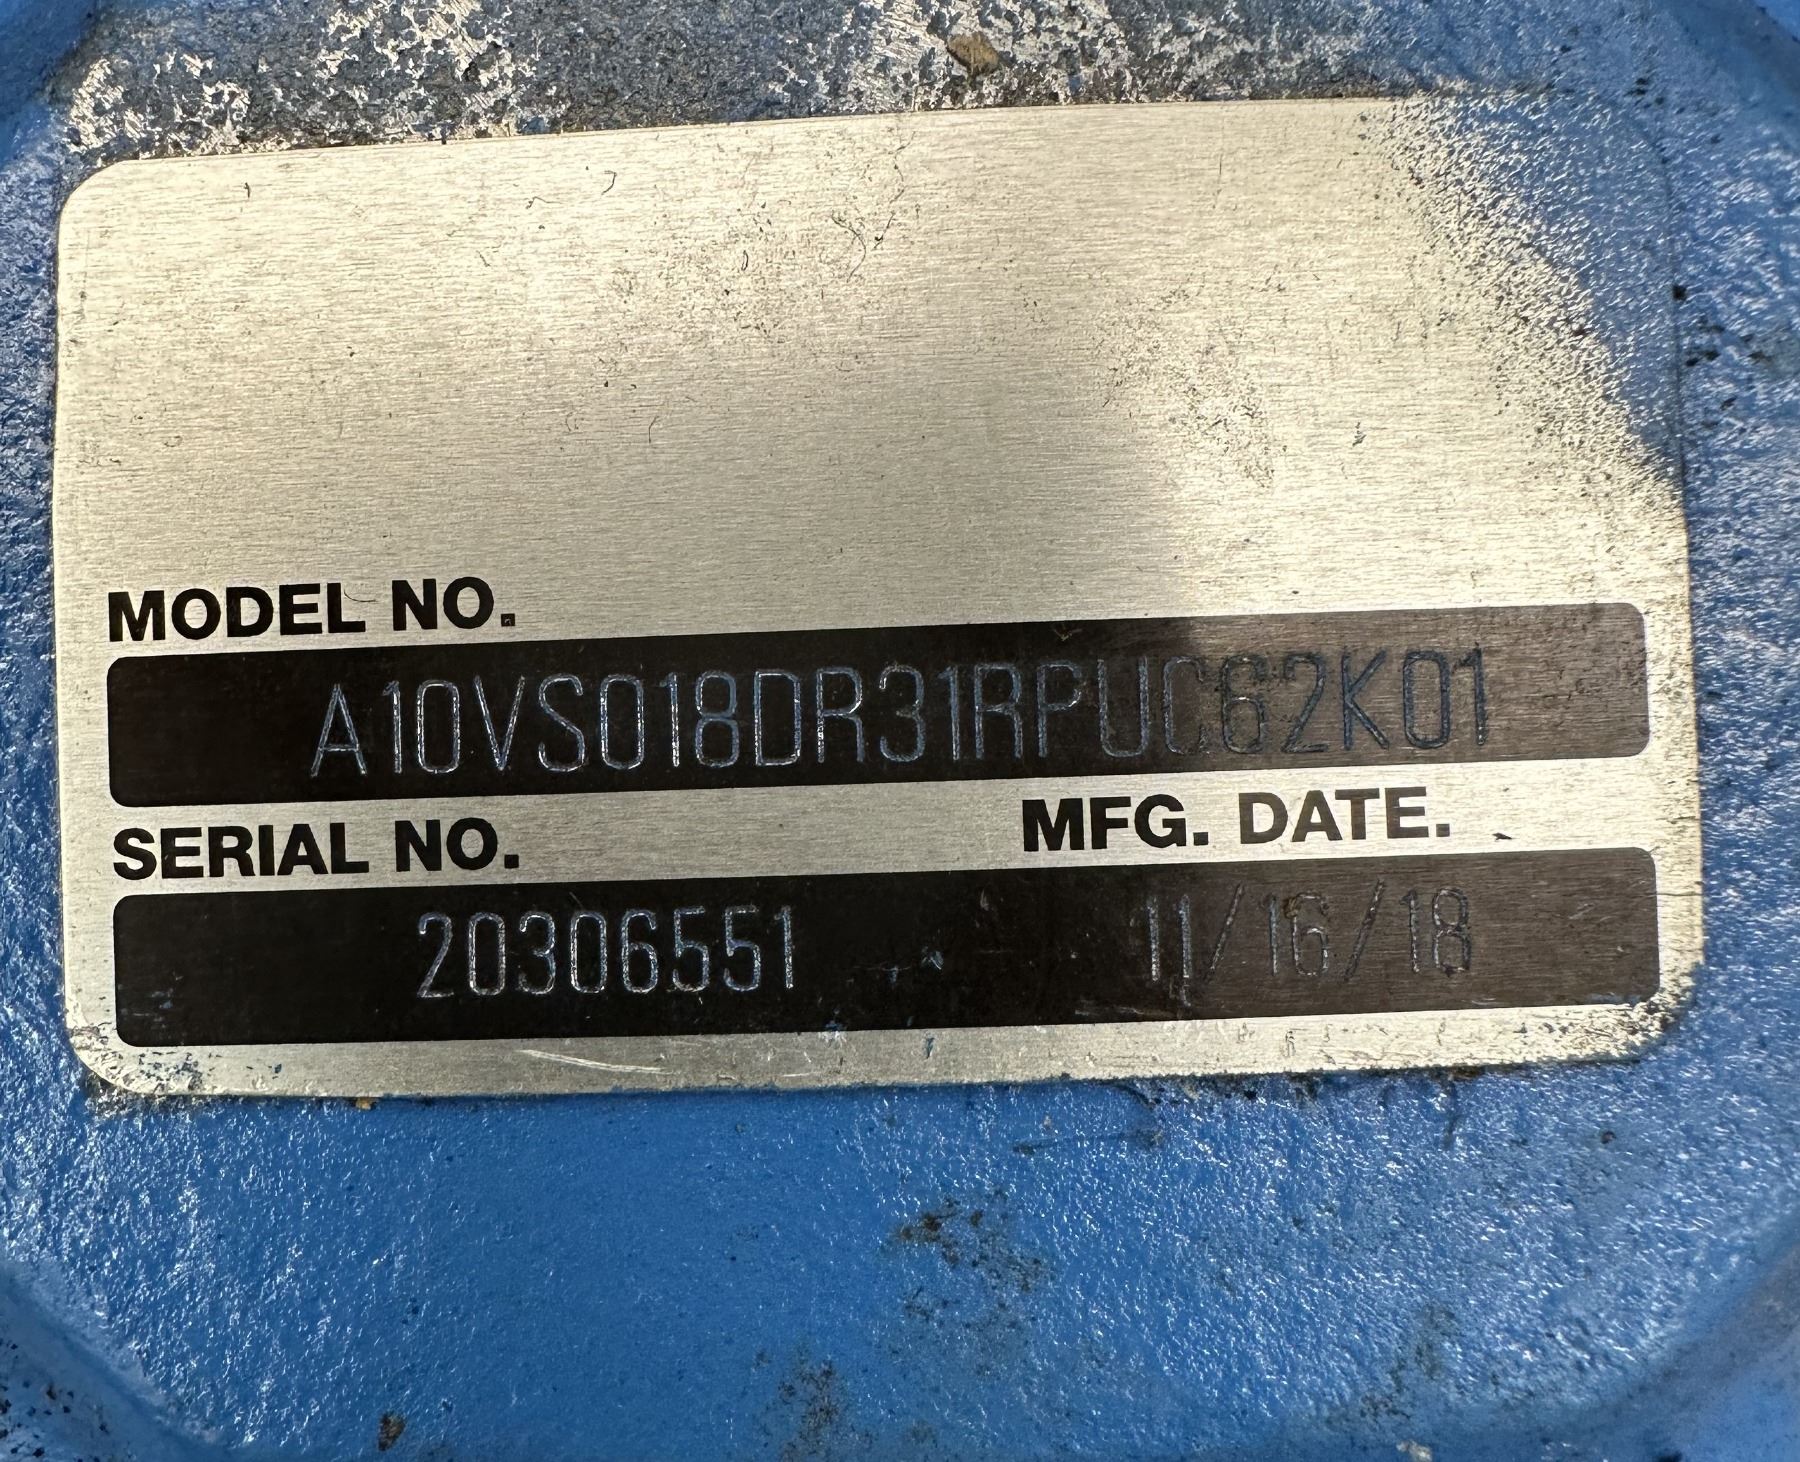 MODEL NO.
A10VSO18DR31RPUC62K01
SERIAL NO. MFG. DATE.
20306551 11/16/18